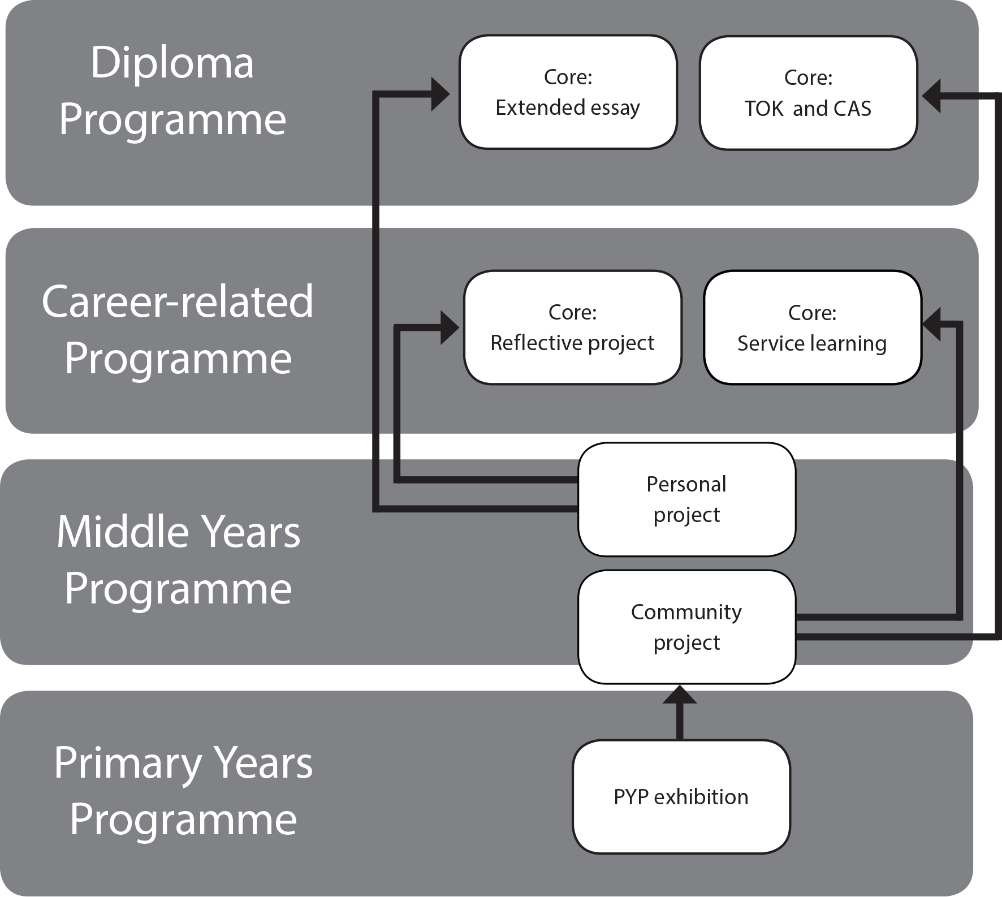 Diploma
Programme
Core:
Extended essay
Core:
TOK and CAS
Career-related
Programme
Core:
Reflective project
Core:
Service learning
Middle Years
Programme
Personal
project
Community
project
Primary Years
Programme
PYP exhibition